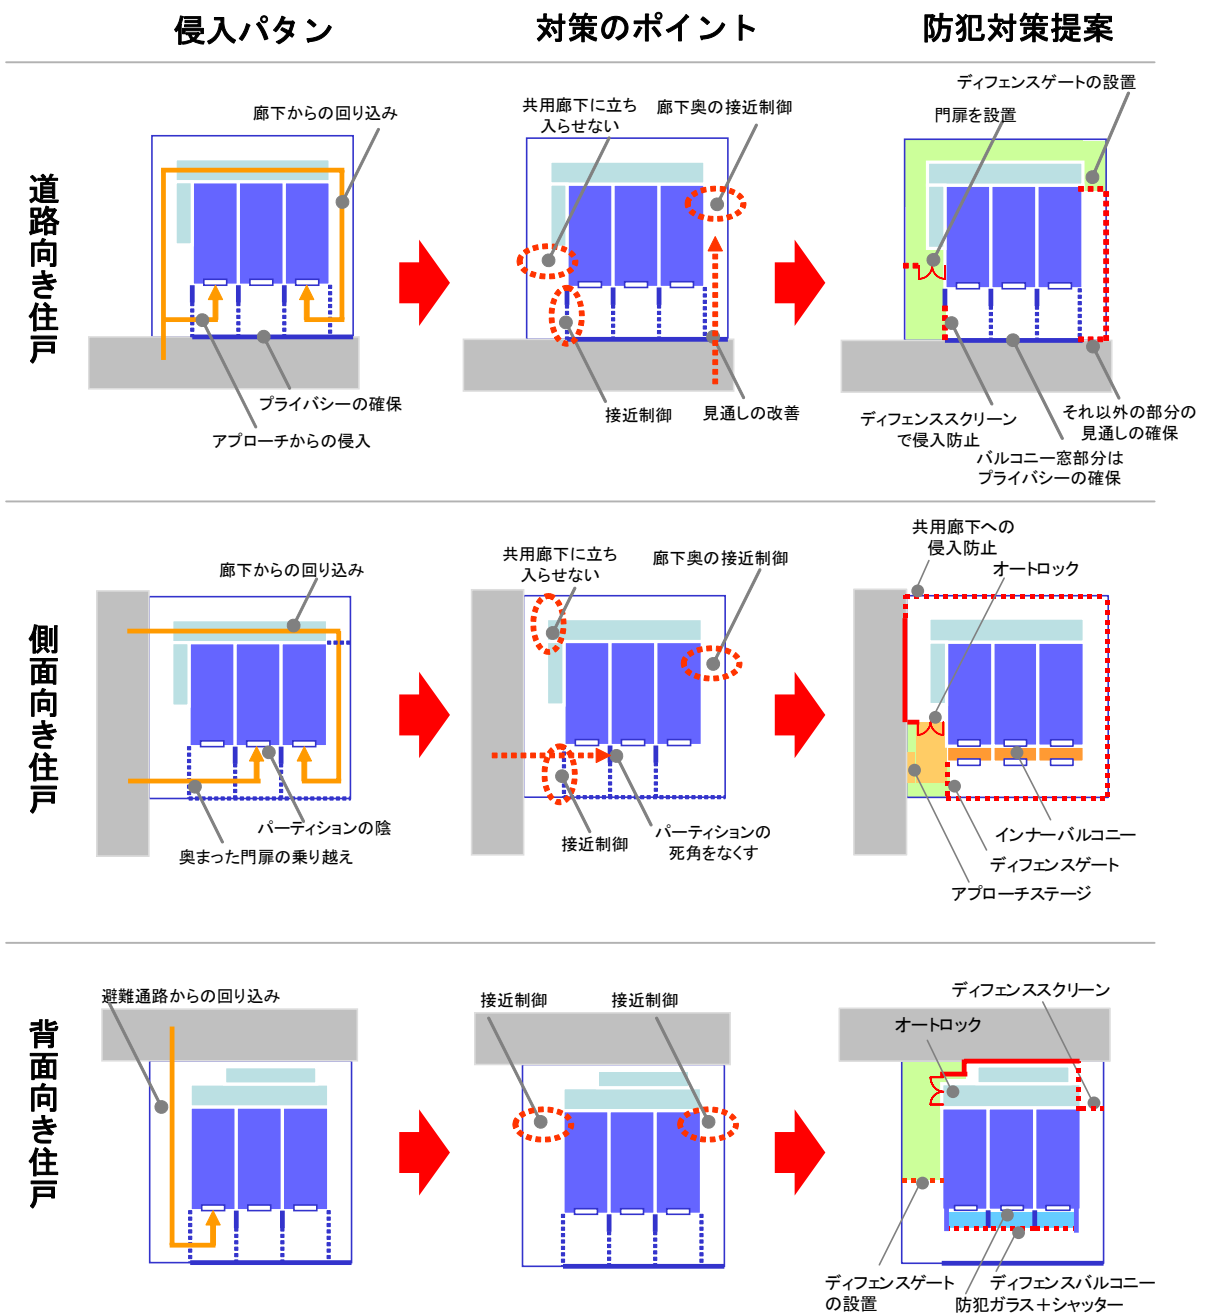 侵入パタン
対策のポイント
防犯対策提案
道路向き住戸
廊下からの回り込み
プライバシーの確保
アプローチからの侵入
共用廊下に立ち
入らせない
廊下奥の接近制御
接近制御
見通しの改善
ディフェンスゲートの設置
門扉を設置
ディフェンススクリーン
で侵入防止
それ以外の部分の
見通しの確保
バルコニー窓部分は
プライバシーの確保
側面向き住戸
廊下からの回り込み
パーティションの陰
奥まった門扉の乗り越え
共用廊下に立ち
入らせない
廊下奥の接近制御
接近制御
パーティションの
死角をなくす
共用廊下への
侵入防止
オートロック
インナーバルコニー
ディフェンスゲート
アプローチステージ
背面向き住戸
避難通路からの回り込み
接近制御
接近制御
ディフェンススクリーン
オートロック
ディフェンスゲート
の設置
ディフェンスバルコニー
防犯ガラス+シャッター